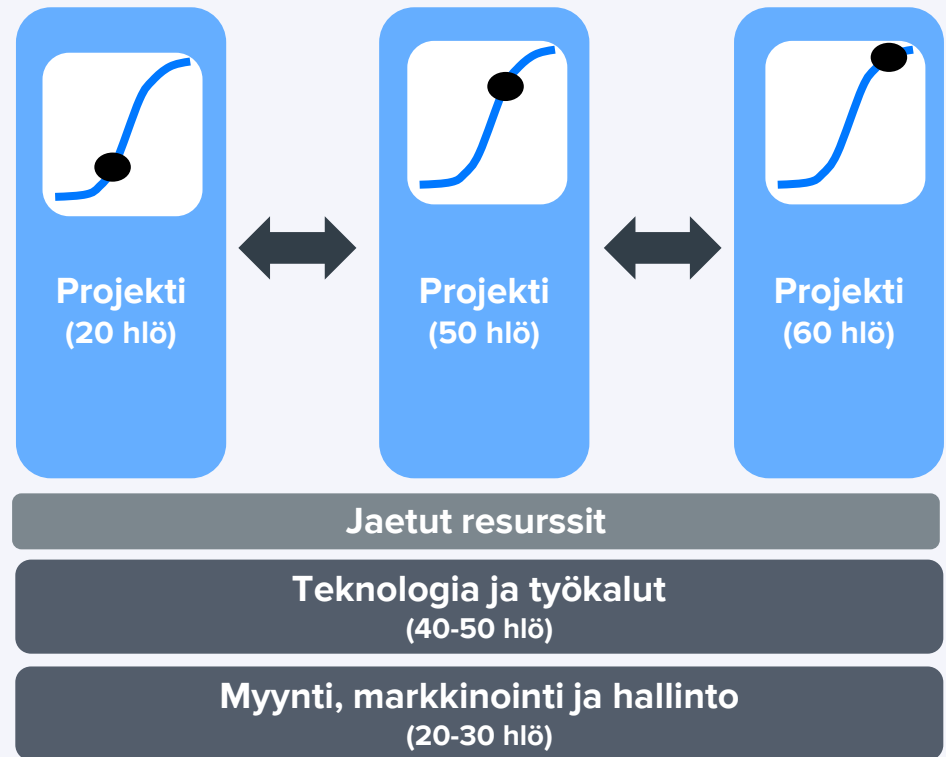 Projekti
(20 hlö)
Projekti
(50 hlö)
Projekti
(60 hlö)
Jaetut resurssit
Teknologia ja työkalut
(40-50 hlö)
Myynti, markkinointi ja hallinto
(20-30 hlö)